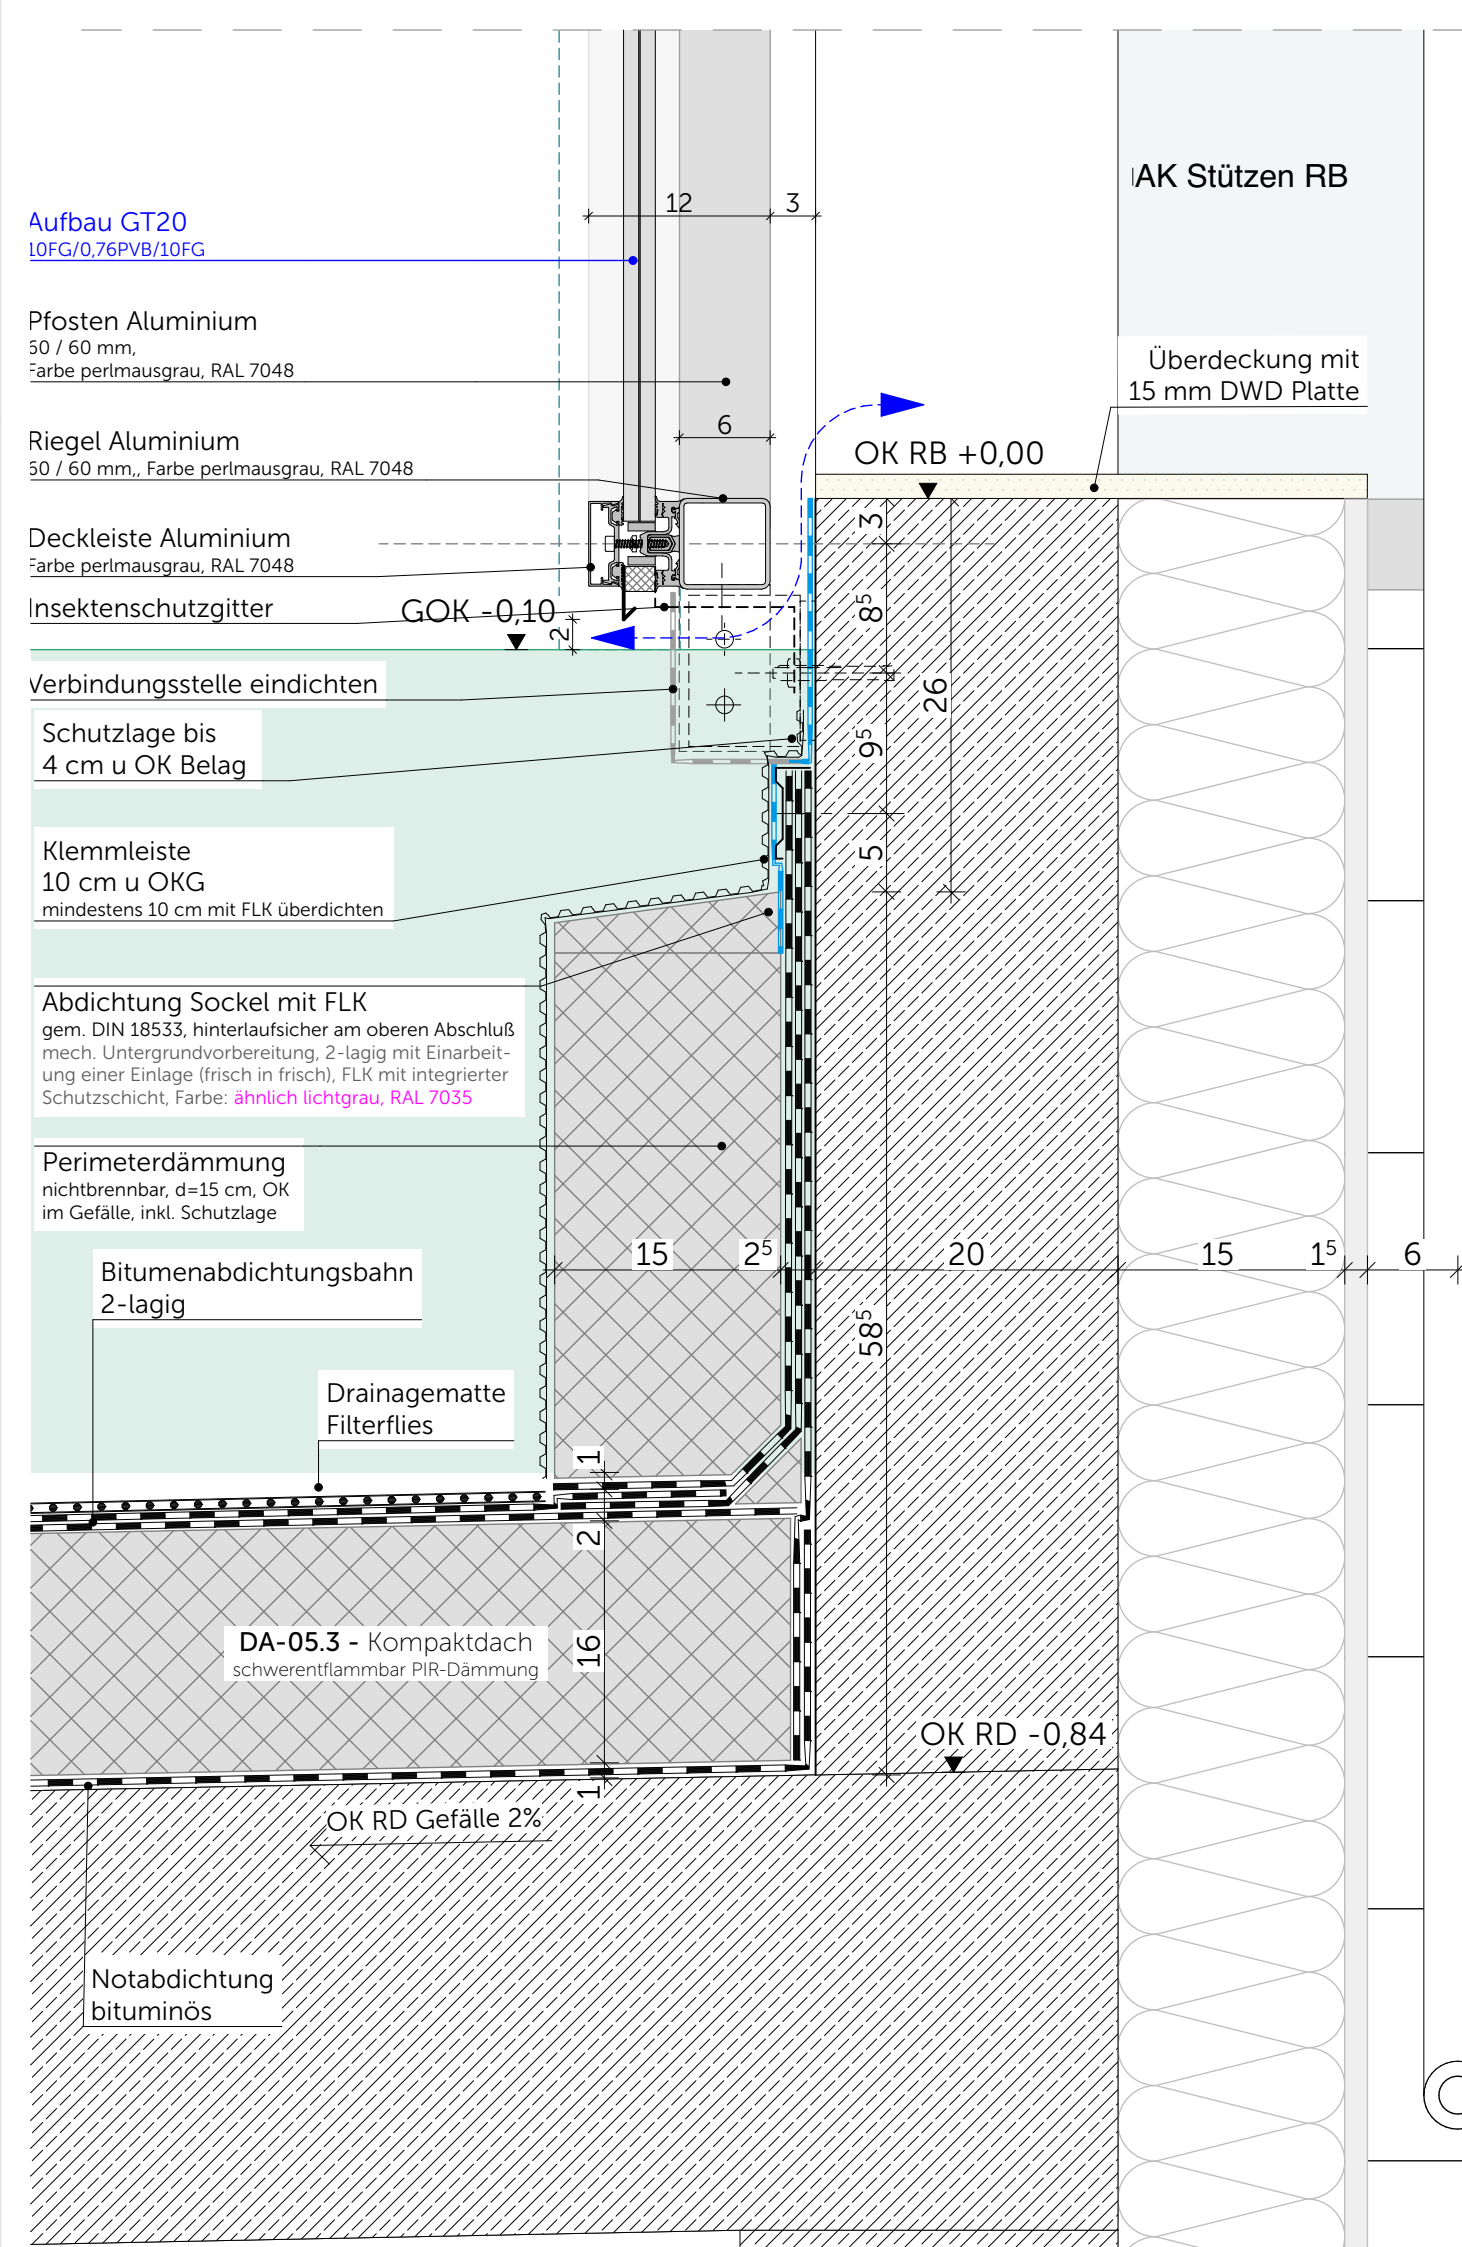 AK Stützen RB
12
3
Aufbau GT20
10FG/0,76PVB/10FG
Pfosten Aluminium
60 / 60 mm,
Farbe perlmausgrau, RAL 7048
Überdeckung mit
15 mm DWD Platte
6
Riegel Aluminium
60 / 60 mm,, Farbe perlmausgrau, RAL 7048
OK RB +0,00
3
Deckleiste Aluminium
Farbe perlmausgrau, RAL 7048
Insektenschutzgitter
GOK -0,10
2
8⁵
Verbindungsstelle eindichten
26
Schutzlage bis
4 cm u OK Belag
9⁵
Klemmleiste
10 cm u OKG
mindestens 10 cm mit FLK überdichten
5
Abdichtung Sockel mit FLK
gem. DIN 18533, hinterlaufsicher am oberen Abschluß
mech. Untergrundvorbereitung, 2-lagig mit Einarbeit-
ung einer Einlage (frisch in frisch), FLK mit integrierter
Schutzschicht, Farbe: ähnlich lichtgrau, RAL 7035
Perimeterdämmung
nichtbrennbar, d=15 cm, OK
im Gefälle, inkl. Schutzlage
15
2⁵
20
15
1⁵
6
Bitumenabdichtungsbahn
2-lagig
58⁵
Drainagematte
Filterflies
1
2
DA-05.3 - Kompaktdach
schwerentflammbar PIR-Dämmung
16
OK RD -0,84
1
OK RD Gefälle 2%
Notabdichtung
bituminös